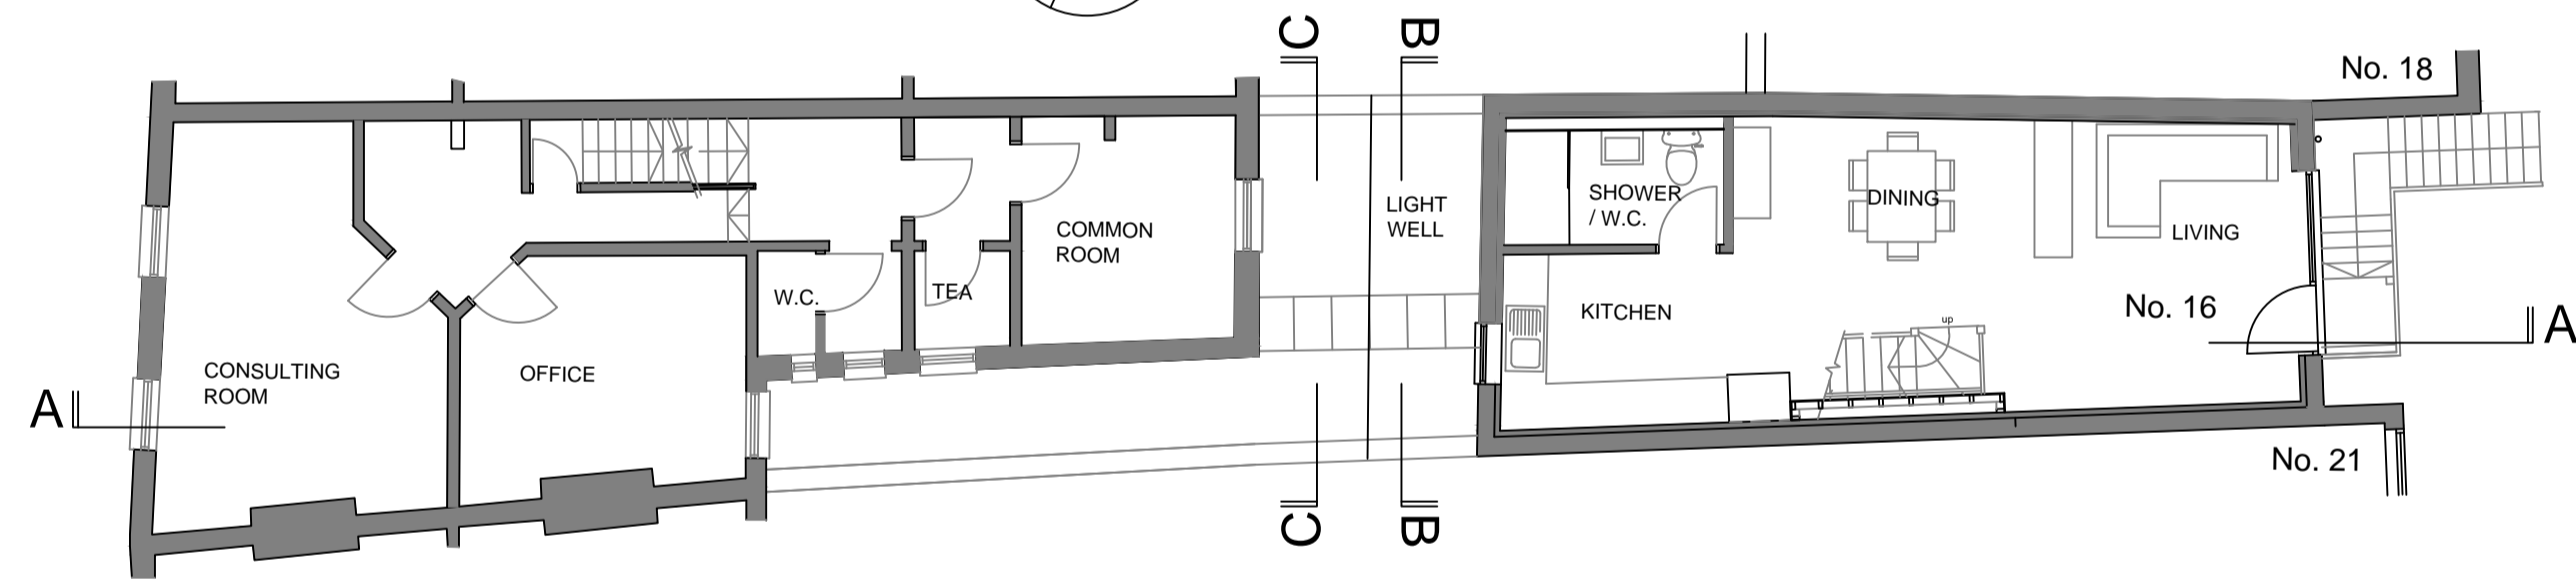 C
B
No. 18
SHOWER
/ W.C.
DINING
LIGHT
WELL
COMMON
ROOM
LIVING
W.C.
TEA
KITCHEN
No. 16
up
A
CONSULTING
ROOM
OFFICE
A
No. 21
C
B